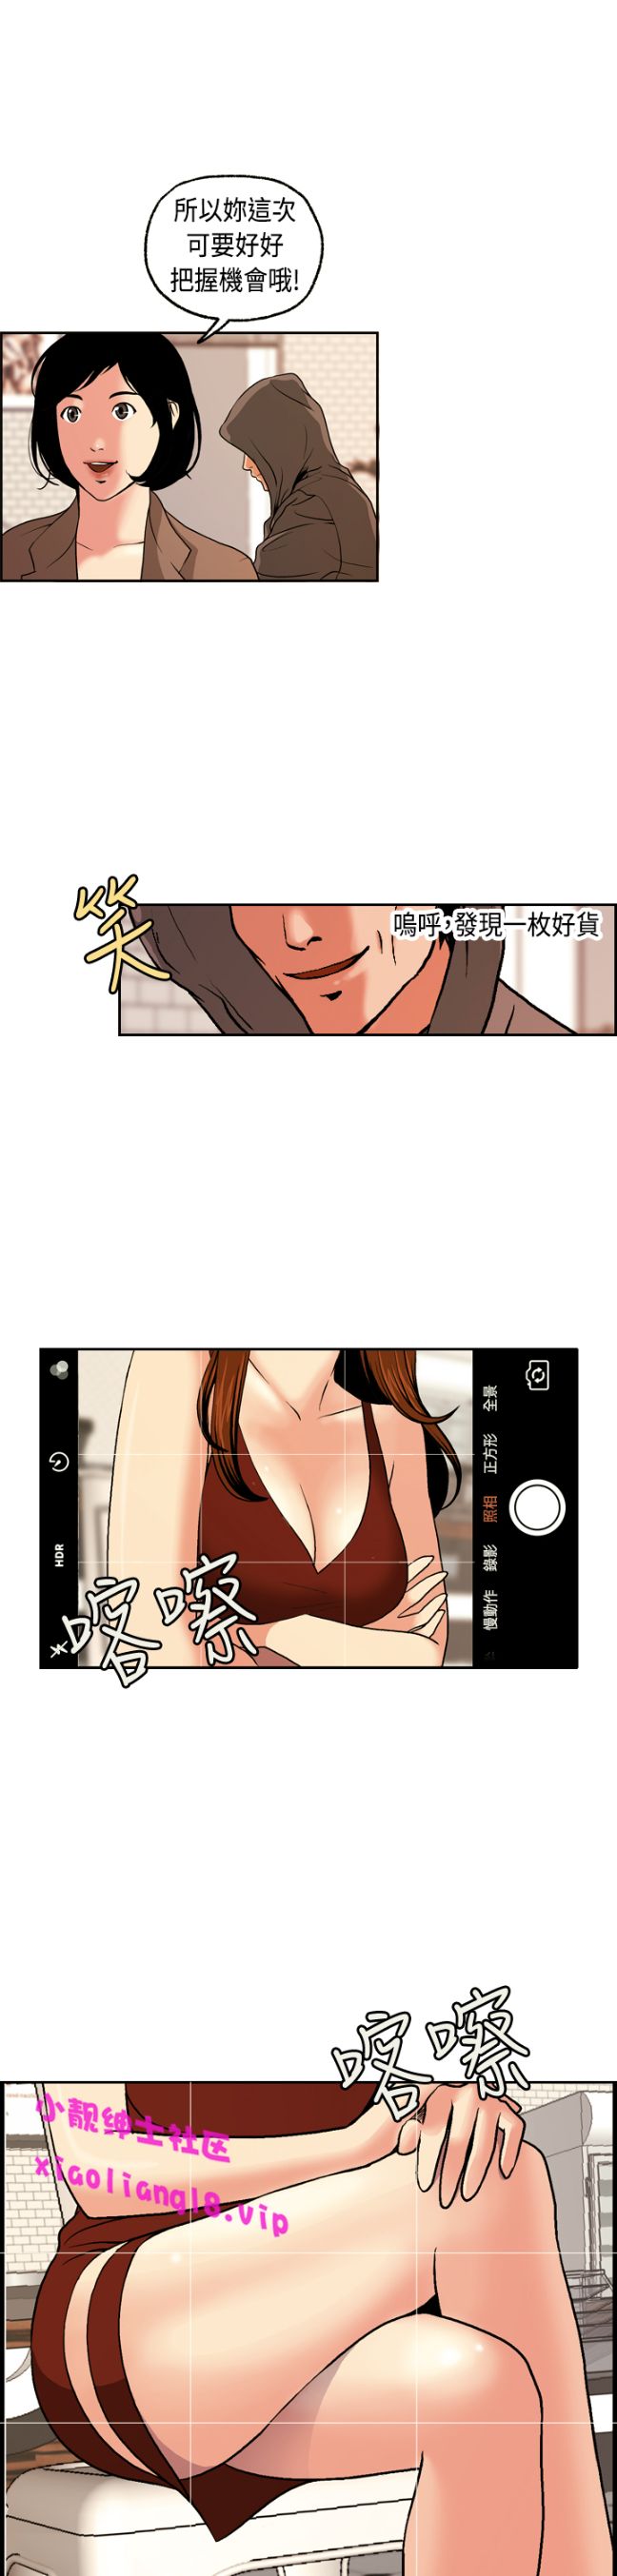 所以妳這次
可要好好
把握機會哦!
笑
嗚呼,發現一枚好貨
全景
正方形
照相
錄影
慢動作
HDR
喀嚓
喀嚓
小靓绅士社区
xiaoliang18.vip